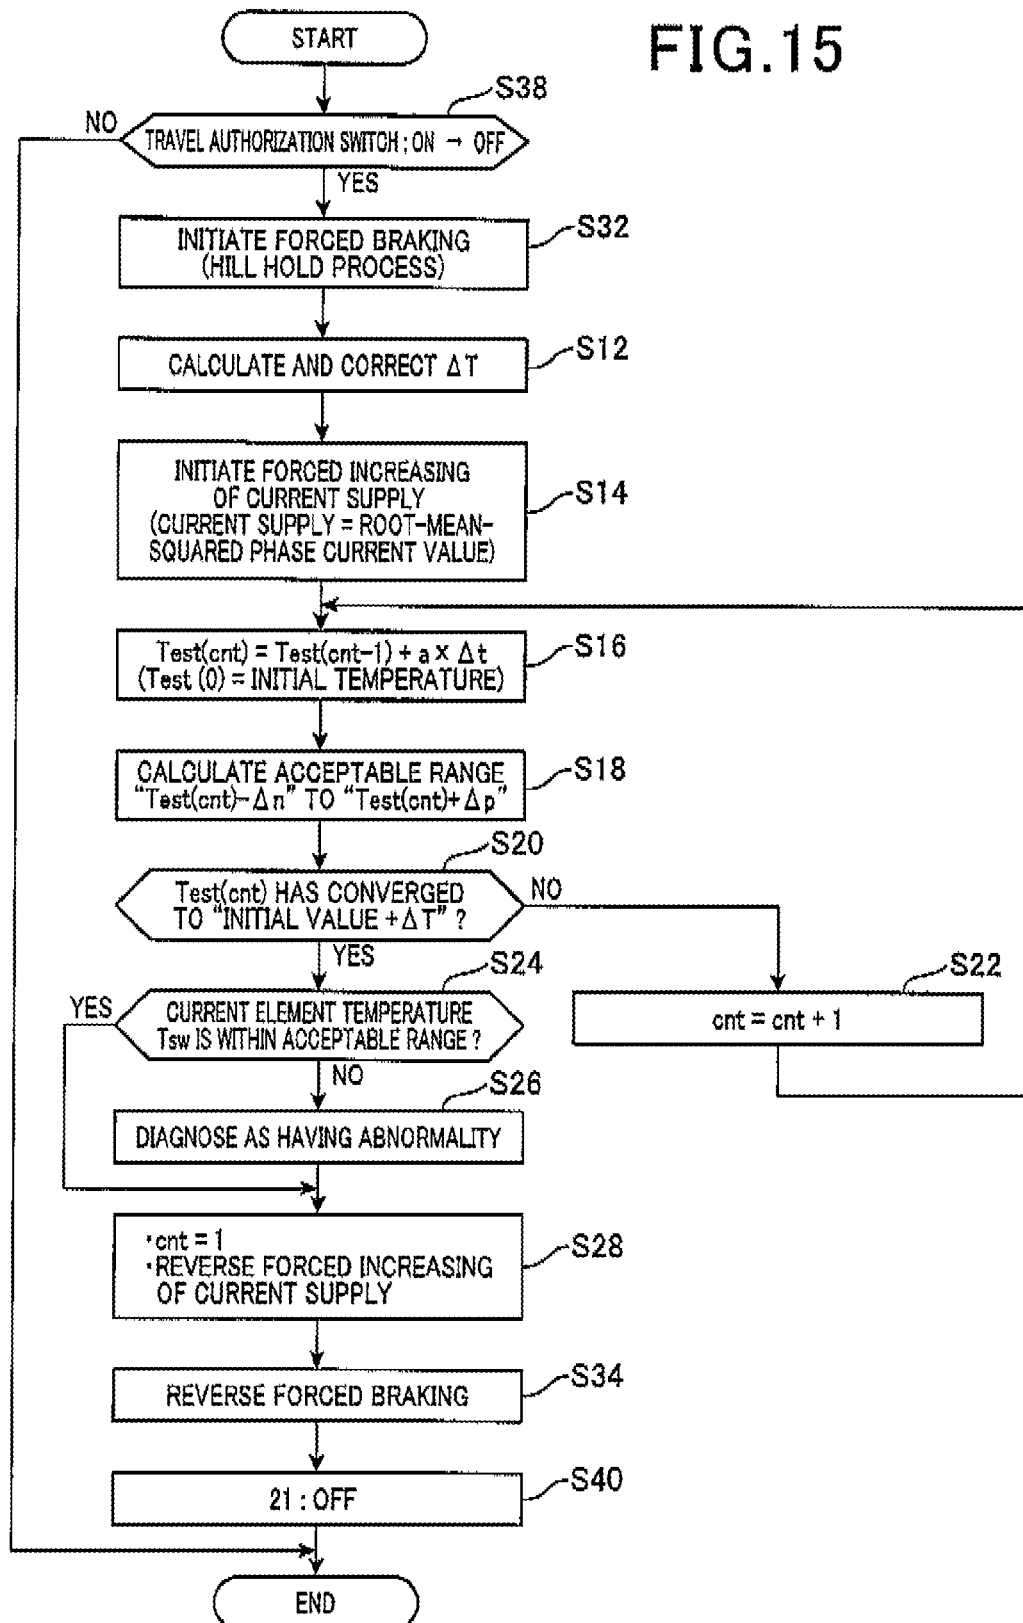 START
FIG.15
S38
NO
TRAVEL AUTHORIZATION SWITCH ; ON → OFF
YES
S32
INITIATE FORCED BRAKING
(HILL HOLD PROCESS)
S12
CALCULATE AND CORRECT ΔT
INITIATE FORCED INCREASING
OF CURRENT SUPPLY
(CURRENT SUPPLY = ROOT-MEAN-
SQUARED PHASE CURRENT VALUE)
S14
Test(cnt) = Test(cnt-1) + a × Δt
(Test (0) = INITIAL TEMPERATURE)
S16
CALCULATE ACCEPTABLE RANGE
“Test(cnt)-Δn” TO “Test(cnt)+Δp”
S18
S20
Test(cnt) HAS CONVERGED
TO “INITIAL VALUE + ΔT” ?
NO
YES
S24
S22
cnt = cnt + 1
YES
CURRENT ELEMENT TEMPERATURE
Tsw IS WITHIN ACCEPTABLE RANGE ?
NO
S26
DIAGNOSE AS HAVING ABNORMALITY
・cnt = 1
・REVERSE FORCED INCREASING
OF CURRENT SUPPLY
S28
REVERSE FORCED BRAKING
S34
21 : OFF
S40
END